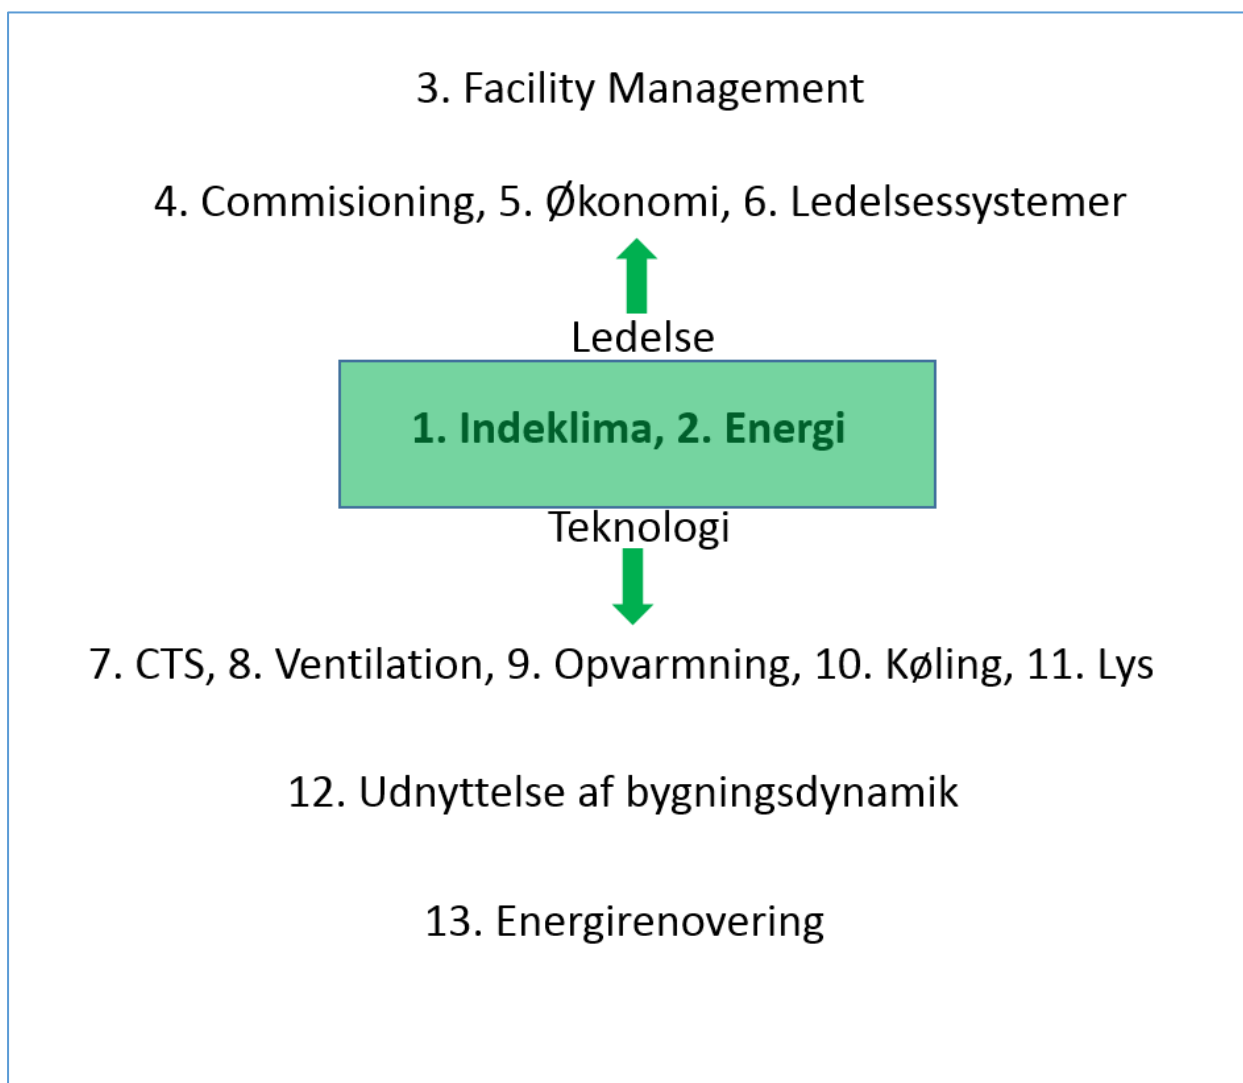 3. Facility Management
4. Commisioning, 5. Økonomi, 6. Ledelsessystemer
Ledelse
1. Indeklima, 2. Energi
Teknologi
7. CTS, 8. Ventilation, 9. Opvarmning, 10. Køling, 11. Lys
12. Udnyttelse af bygningsdynamik
13. Energirenovering